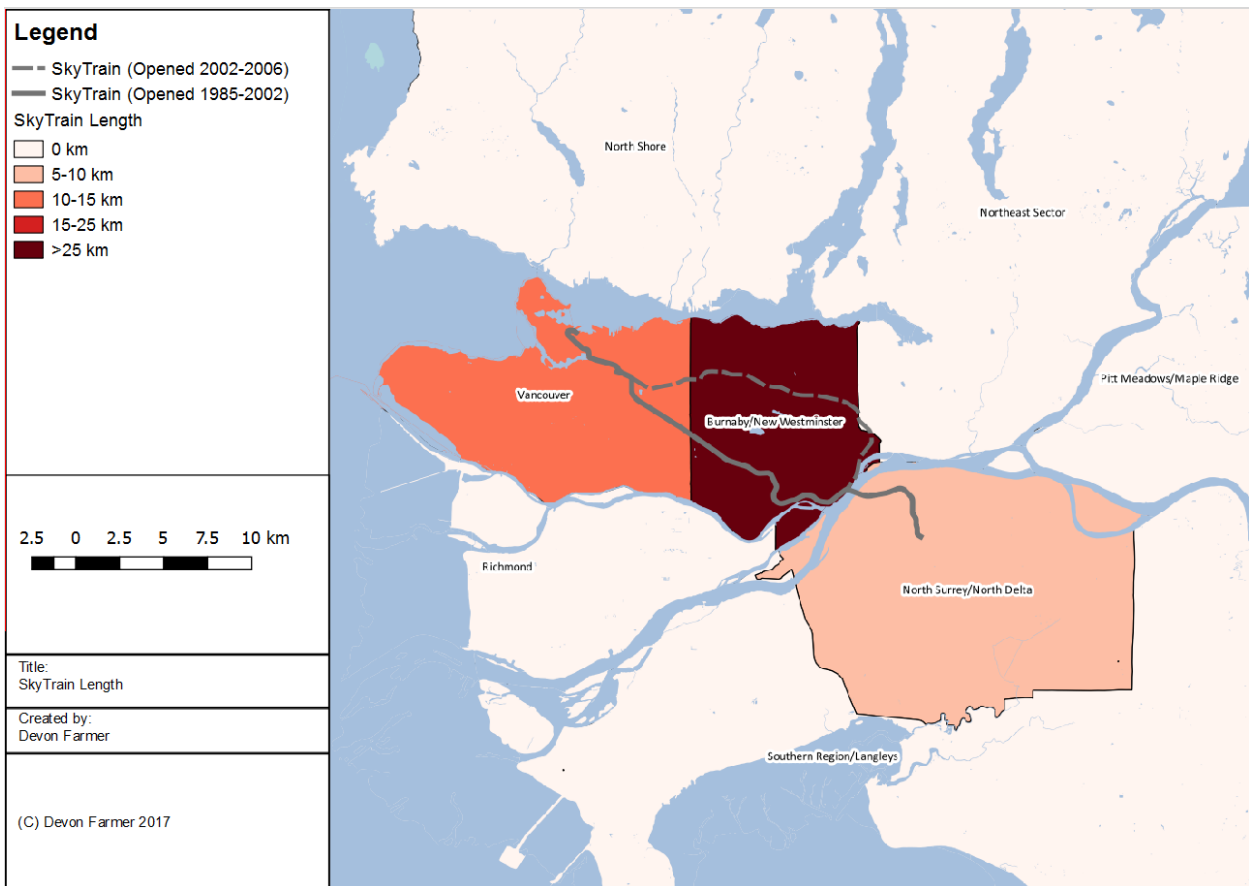 Legend
SkyTrain (Opened 2002-2006)
SkyTrain (Opened 1985-2002)
SkyTrain Length
0 km
5-10 km
10-15 km
15-25 km
>25 km
2.5 0 2.5 5 7.5 10 km
Title:
SkyTrain Length
Created by:
Devon Farmer
(C) Devon Farmer 2017
North Shore
Northeast Sector
Pitt Meadows/Maple Ridge
Vancouver
Burnaby/New Westminster
Richmond
North Surrey/North Delta
Southern Region/Langleys